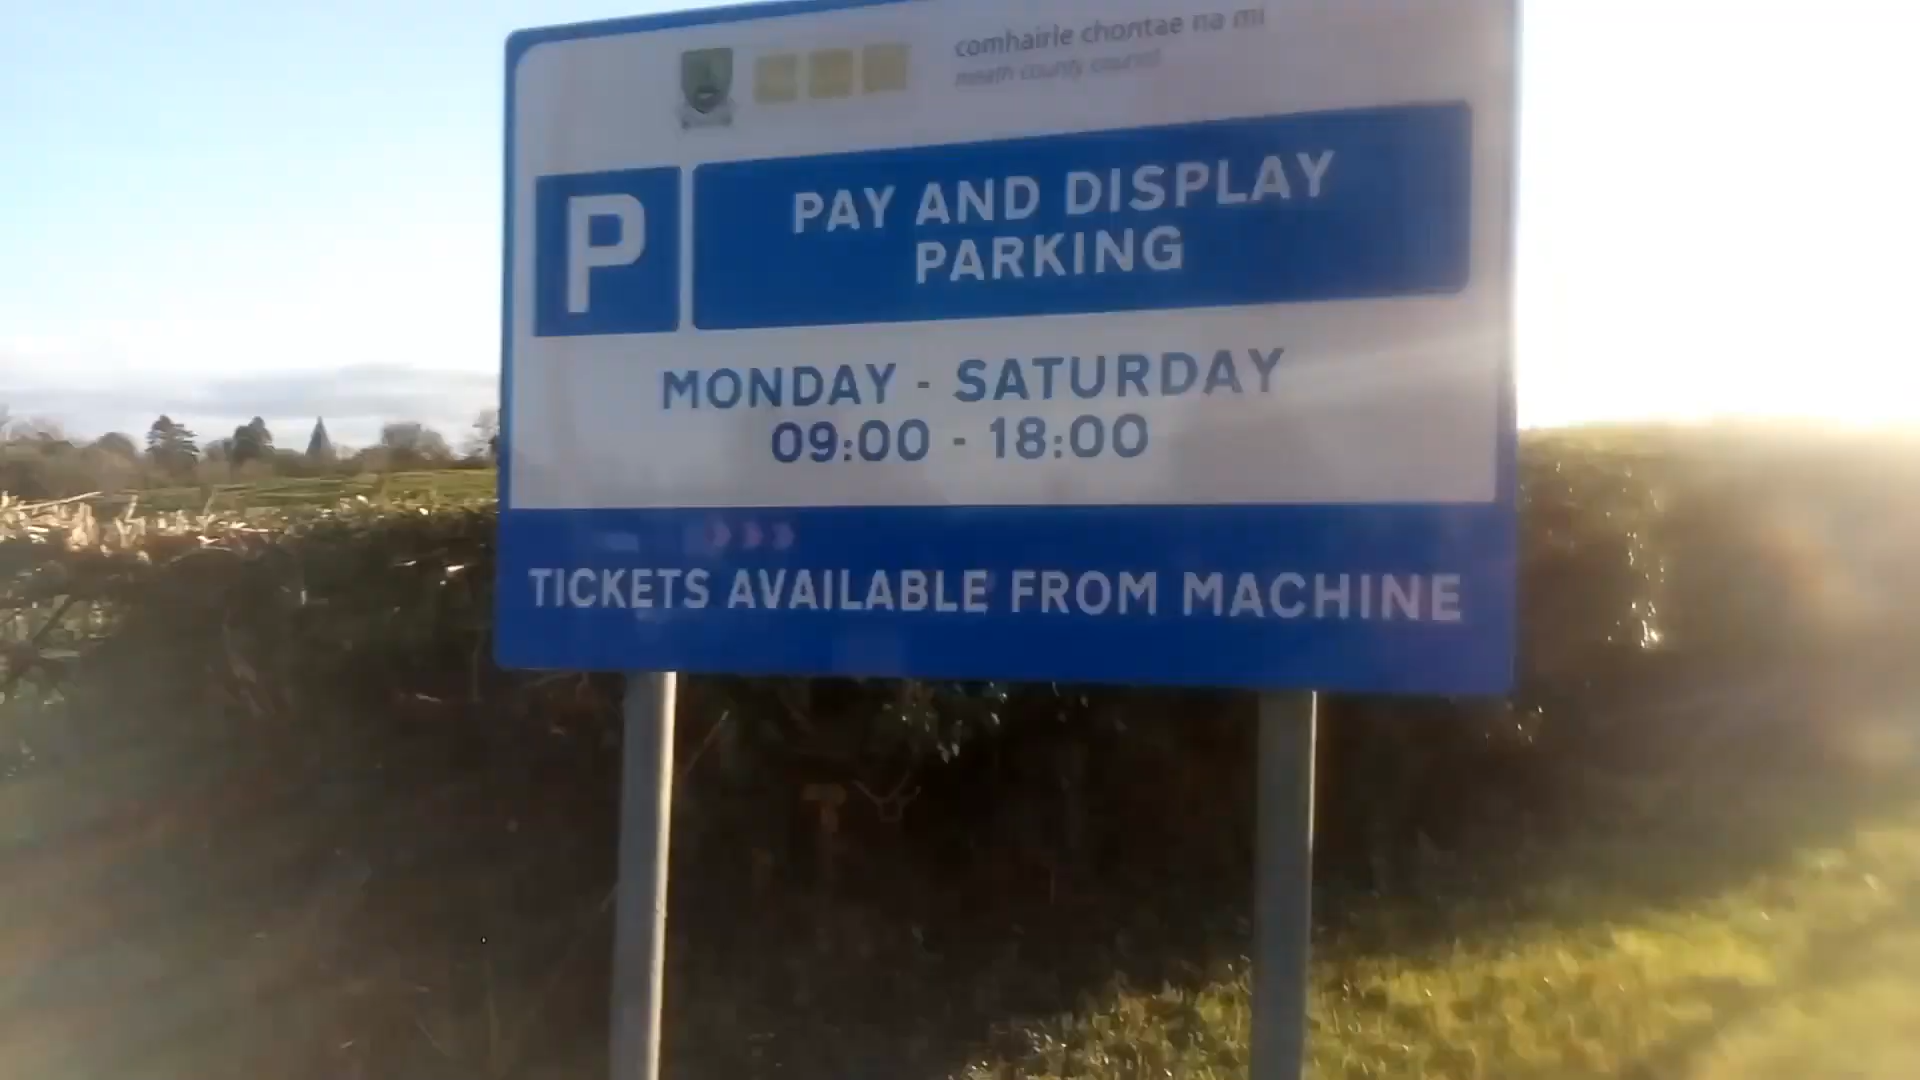 comhairle chontae na mí
meath county council
P
PAY AND DISPLAY
PARKING
MONDAY - SATURDAY
09:00 - 18:00
TICKETS AVAILABLE FROM MACHINE